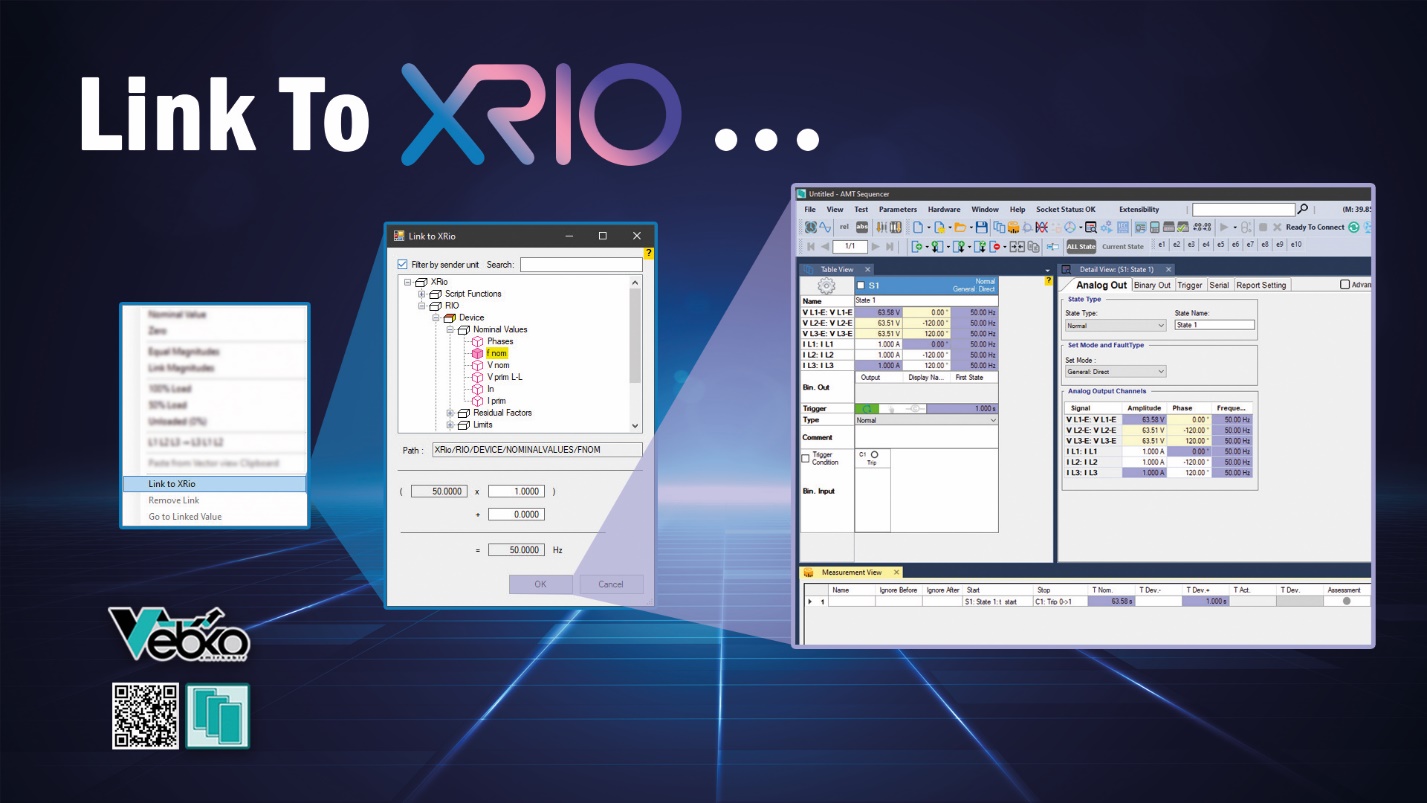 Link To XRIO ...
Nominal Value
Zero
Equal Magnitudes
Link Magnitudes
100% Load
50% Load
Unloaded (0%)
L1 L2 L3 → L3 L1 L2
Paste from Vector view Clipboard
Link to XRio
Remove Link
Go to Linked Value
Link to XRio
?
Filter by sender unit Search:
XRio
Script Functions
RIO
Device
Nominal Values
Phases
f nom
V nom
V prim L-L
In
I prim
Residual Factors
Limits
Path : XRio/RIO/DEVICE/NOMINALVALUES/FNOM
( 50.0000 x 1.0000 )
+ 0.0000
= 50.0000 Hz
OK Cancel
Untitled - AMT Sequencer
File View Test Parameters Hardware Window Help Socket Status: OK Extensibility (M: 39.8
rel abs Ready To Connect
1/1 ALL State Current State e1 e2 e3 e4 e5 e6 e7 e8 e9 e10
Table View
?
S1 Normal
General: Direct
Name State 1
V L1-E: V L1-E 63.58 V 0.00 ° 50.00 Hz
V L2-E: V L2-E 63.51 V -120.00 ° 50.00 Hz
V L3-E: V L3-E 63.51 V 120.00 ° 50.00 Hz
I L1: I L1 1.000 A 0.00 ° 50.00 Hz
I L2: I L2 1.000 A -120.00 ° 50.00 Hz
I L3: I L3 1.000 A 120.00 ° 50.00 Hz
Bin. Out Output Display Na... First State
Trigger 1.000 s
Type Normal
Comment
Trigger Condition C1 Trip
Bin. Input
Detail View: (S1: State 1)
Analog Out Binary Out Trigger Serial Report Setting Advan
State Type
State Type: State Name:
Normal State 1
Set Mode and FaultType
Set Mode :
General: Direct
Analog Output Channels
Signal Amplitude Phase Freque...
V L1-E: V L1-E 63.58 V 0.00 ° 50.00 Hz
V L2-E: V L2-E 63.51 V -120.00 ° 50.00 Hz
V L3-E: V L3-E 63.51 V 120.00 ° 50.00 Hz
I L1: I L1 1.000 A 0.00 ° 50.00 Hz
I L2: I L2 1.000 A -120.00 ° 50.00 Hz
I L3: I L3 1.000 A 120.00 ° 50.00 Hz
Measurement View
Name Ignore Before Ignore After Start Stop T Nom. T Dev.- T Dev.+ T Act. T Dev. Assessment
1 S1: State 1: t start C1: Trip 0->1 63.58 s 1.000 s
Vebko
amirkabir